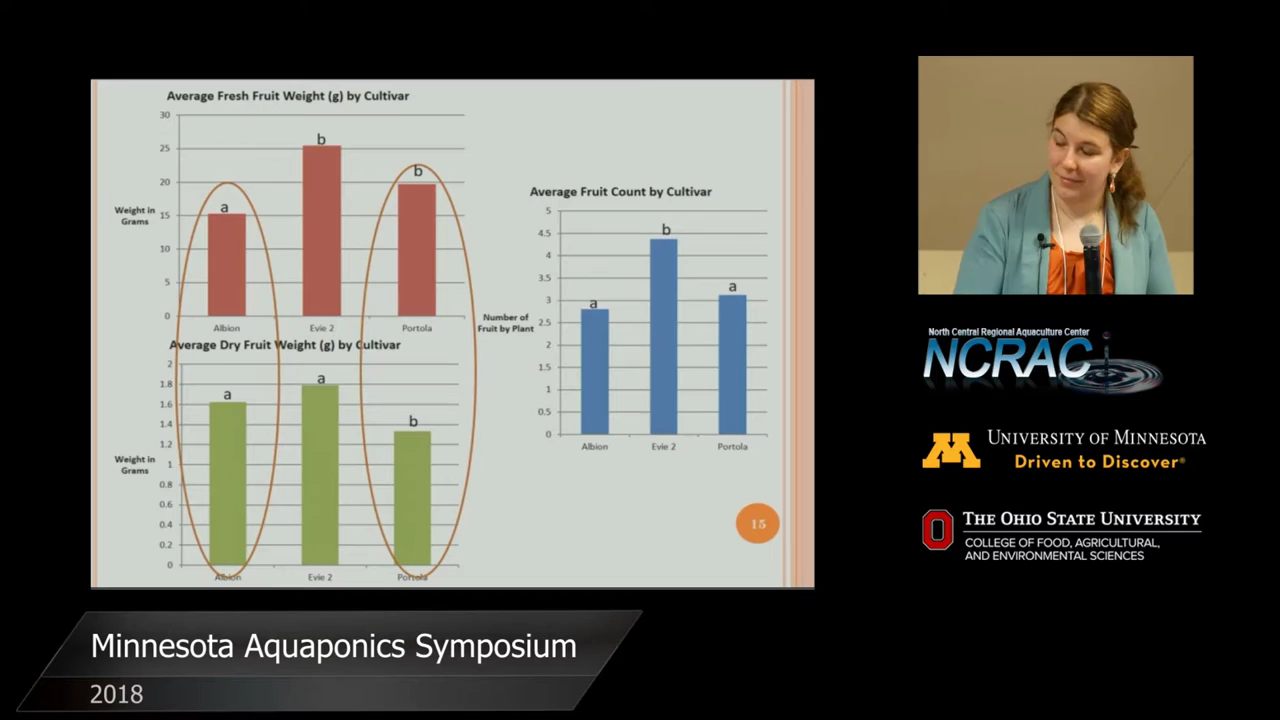 Average Fresh Fruit Weight (g) by Cultivar
30
25
20
15
10
5
0
Weight in
Grams
a
b
b
Albion
Evie 2
Portola
Average Dry Fruit Weight (g) by Cultivar
2
1.8
1.6
1.4
1.2
1
0.8
0.6
0.4
0.2
0
Weight in
Grams
a
a
b
Albion
Evie 2
Portola
Average Fruit Count by Cultivar
5
4.5
4
3.5
3
2.5
2
1.5
1
0.5
0
Number of
Fruit by Plant
a
b
a
Albion
Evie 2
Portola
15
North Central Regional Aquaculture Center
NCRAC
M
UNIVERSITY OF MINNESOTA
Driven to Discover®
O
THE OHIO STATE UNIVERSITY
COLLEGE OF FOOD, AGRICULTURAL,
AND ENVIRONMENTAL SCIENCES
Minnesota Aquaponics Symposium
2018